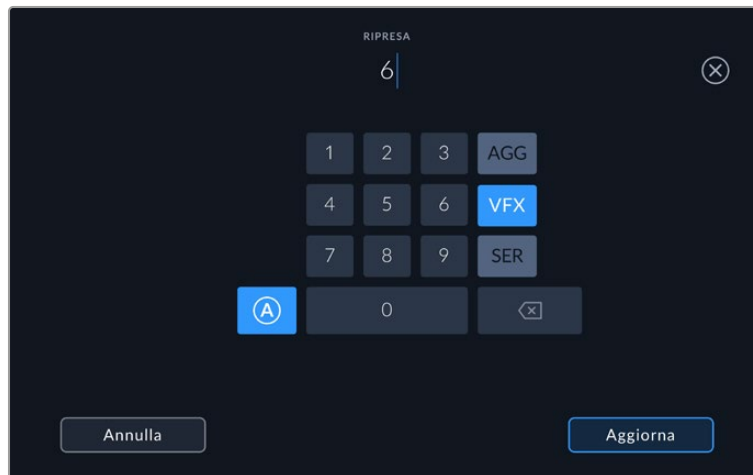 RIPRESA
6
1 2 3 AGG
4 5 6 VFX
7 8 9 SER
A 0
Annulla Aggiorna